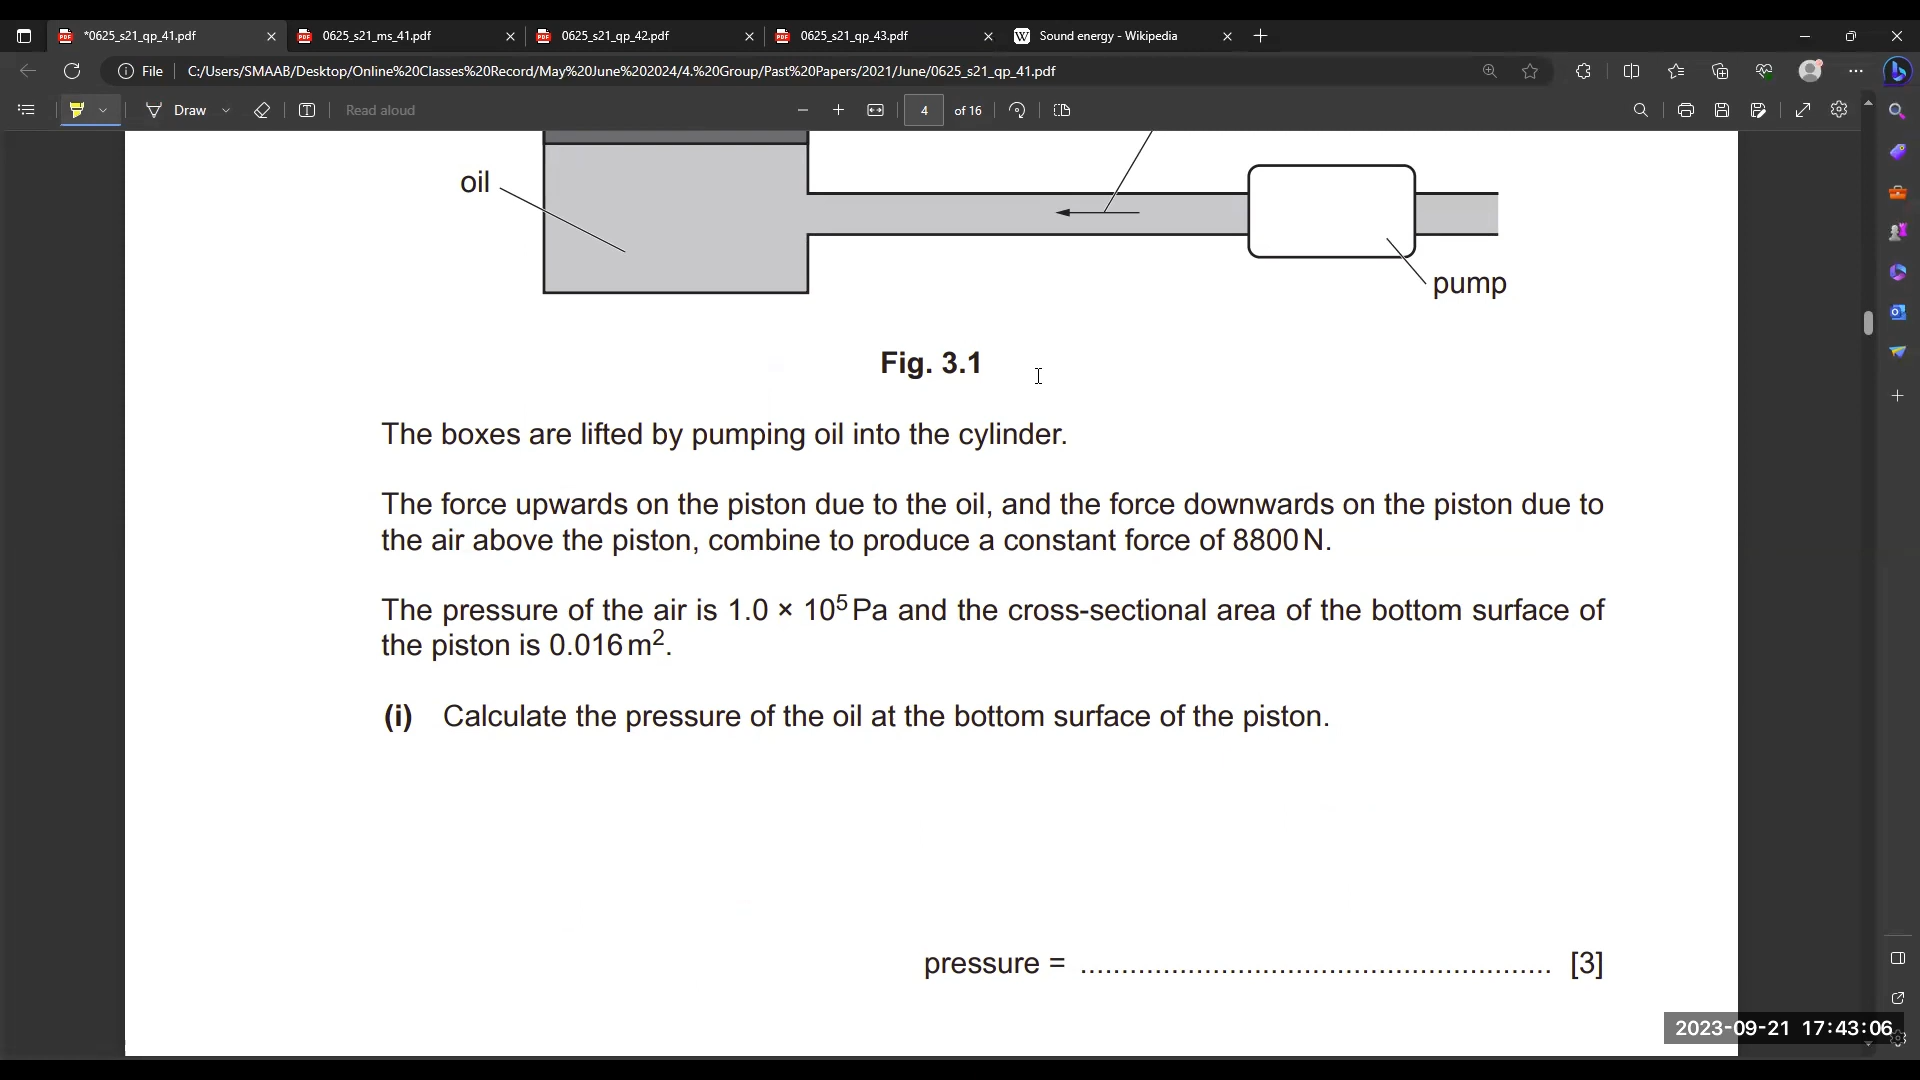 *0625_s21_qp_41.pdf
0625_s21_ms_41.pdf
0625_s21_qp_42.pdf
0625_s21_qp_43.pdf
W Sound energy - Wikipedia
File C:/Users/SMAAB/Desktop/Online%20Classes%20Record/May%20June%202024/4.%20Group/Past%20Papers/2021/June/0625_s21_qp_41.pdf
Draw Read aloud 4 of 16
oil
pump
Fig. 3.1
The boxes are lifted by pumping oil into the cylinder.
The force upwards on the piston due to the oil, and the force downwards on the piston due to
the air above the piston, combine to produce a constant force of 8800 N.
The pressure of the air is 1.0 × 10⁵ Pa and the cross-sectional area of the bottom surface of
the piston is 0.016 m².
(i) Calculate the pressure of the oil at the bottom surface of the piston.
pressure = ......................................................... [3]
2023-09-21 17:43:06